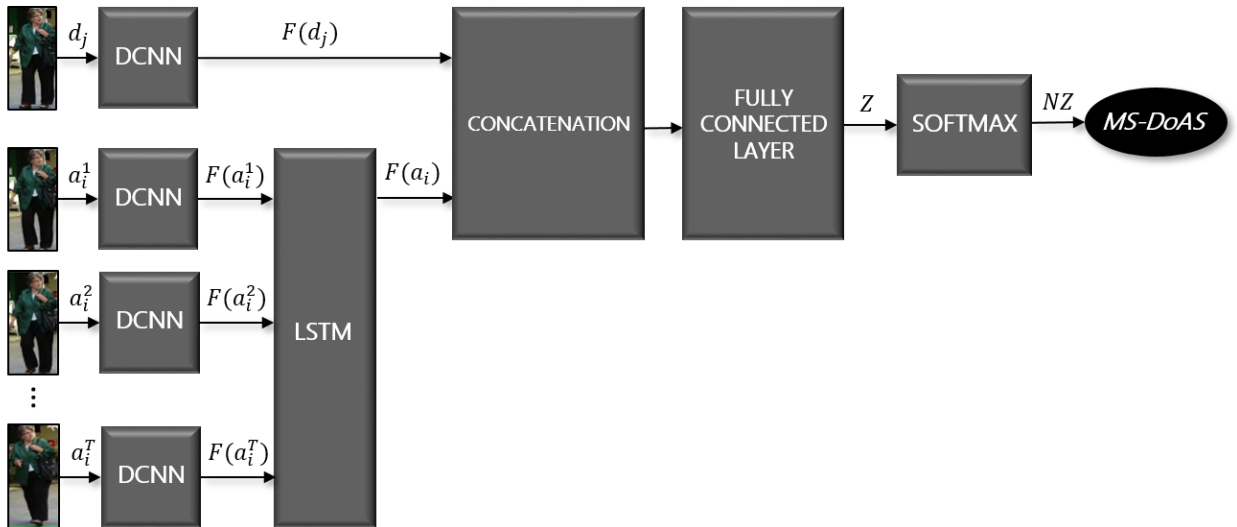 d_j DCNN F(d_j)
CONCATENATION
FULLY
CONNECTED
LAYER
Z
SOFTMAX
NZ
MS-DoAS
a_i^1 DCNN F(a_i^1)
F(a_i)
a_i^2 DCNN F(a_i^2)
LSTM
⋮
a_i^T DCNN F(a_i^T)